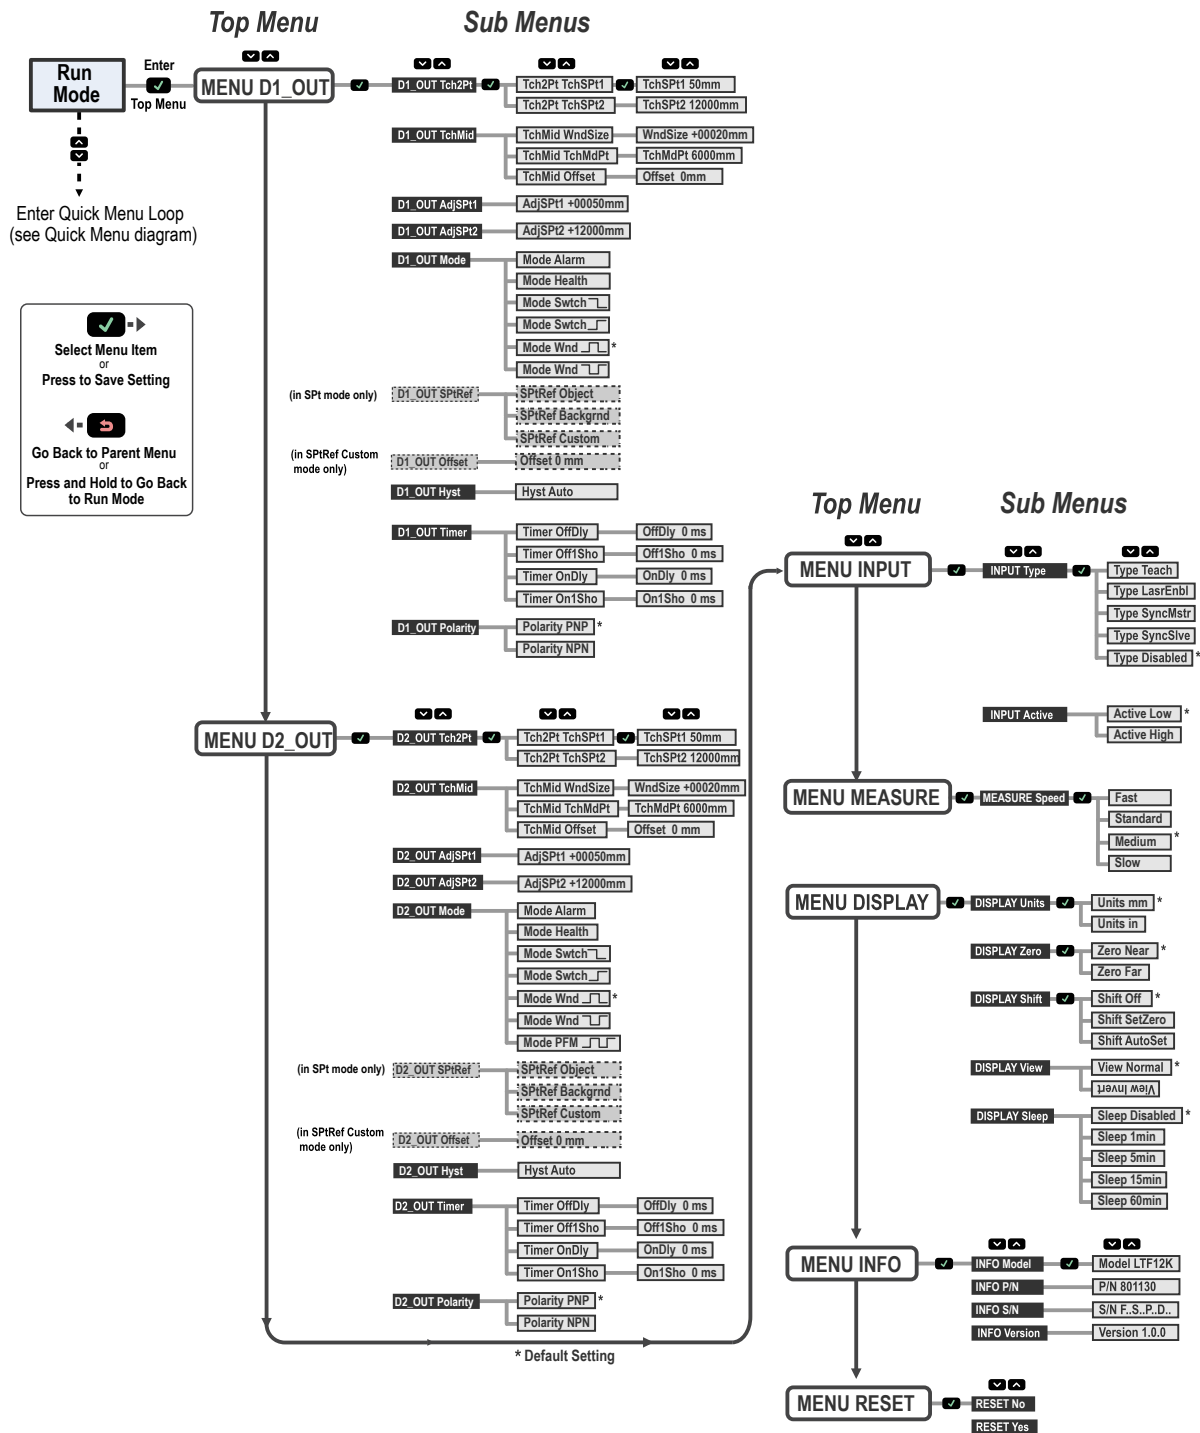 Top Menu
Sub Menus
Run
Mode
Enter
Top Menu
Enter Quick Menu Loop
(see Quick Menu diagram)
Select Menu Item
or
Press to Save Setting
Go Back to Parent Menu
or
Press and Hold to Go Back
to Run Mode
MENU D1_OUT
D1_OUT Tch2Pt
Tch2Pt TchSPt1
TchSPt1 50mm
Tch2Pt TchSPt2
TchSPt2 12000mm
D1_OUT TchMid
TchMid WndSize
WndSize +00020mm
TchMid TchMdPt
TchMdPt 6000mm
TchMid Offset
Offset 0mm
D1_OUT AdjSPt1
AdjSPt1 +00050mm
D1_OUT AdjSPt2
AdjSPt2 +12000mm
D1_OUT Mode
Mode Alarm
Mode Health
Mode Swtch
Mode Swtch
Mode Wnd *
Mode Wnd
(in SPt mode only)
D1_OUT SPtRef
SPtRef Object
SPtRef Backgrnd
SPtRef Custom
(in SPtRef Custom
mode only)
D1_OUT Offset
Offset 0 mm
D1_OUT Hyst
Hyst Auto
D1_OUT Timer
Timer OffDly
OffDly 0 ms
Timer Off1Sho
Off1Sho 0 ms
Timer OnDly
OnDly 0 ms
Timer On1Sho
On1Sho 0 ms
D1_OUT Polarity
Polarity PNP *
Polarity NPN
MENU D2_OUT
D2_OUT Tch2Pt
Tch2Pt TchSPt1
TchSPt1 50mm
Tch2Pt TchSPt2
TchSPt2 12000mm
D2_OUT TchMid
TchMid WndSize
WndSize +00020mm
TchMid TchMdPt
TchMdPt 6000mm
TchMid Offset
Offset 0 mm
D2_OUT AdjSPt1
AdjSPt1 +00050mm
D2_OUT AdjSPt2
AdjSPt2 +12000mm
D2_OUT Mode
Mode Alarm
Mode Health
Mode Swtch
Mode Swtch
Mode Wnd *
Mode Wnd
Mode PFM
(in SPt mode only)
D2_OUT SPtRef
SPtRef Object
SPtRef Backgrnd
SPtRef Custom
(in SPtRef Custom
mode only)
D2_OUT Offset
Offset 0 mm
D2_OUT Hyst
Hyst Auto
D2_OUT Timer
Timer OffDly
OffDly 0 ms
Timer Off1Sho
Off1Sho 0 ms
Timer OnDly
OnDly 0 ms
Timer On1Sho
On1Sho 0 ms
D2_OUT Polarity
Polarity PNP *
Polarity NPN
* Default Setting
Top Menu
Sub Menus
MENU INPUT
INPUT Type
Type Teach
Type LasrEnbl
Type SyncMstr
Type SyncSlve
Type Disabled *
INPUT Active
Active Low *
Active High
MENU MEASURE
MEASURE Speed
Fast
Standard
Medium *
Slow
MENU DISPLAY
DISPLAY Units
Units mm *
Units in
DISPLAY Zero
Zero Near *
Zero Far
DISPLAY Shift
Shift Off *
Shift SetZero
Shift AutoSet
DISPLAY View
View Normal *
View Invert
DISPLAY Sleep
Sleep Disabled *
Sleep 1min
Sleep 5min
Sleep 15min
Sleep 60min
MENU INFO
INFO Model
Model LTF12K
INFO P/N
P/N 801130
INFO S/N
S/N F..S..P..D..
INFO Version
Version 1.0.0
MENU RESET
RESET No
RESET Yes